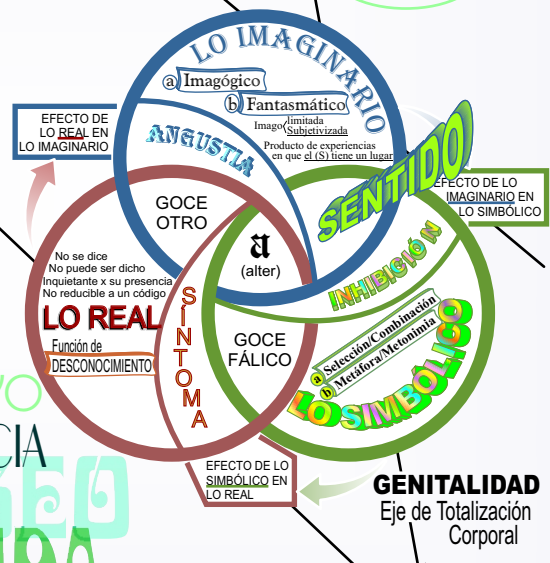 LO IMAGINARIO
a) Imagógico
b) Fantasmático
Imago limitada
Subjetivizada
Producto de experiencias
en que el (S) tiene un lugar
EFECTO DE
LO REAL EN
LO IMAGINARIO
ANGUSTIA
SENTIDO
EFECTO DE LO
IMAGINARIO EN
LO SIMBÓLICO
GOCE
OTRO
a
(alter)
INHIBICIÓN
No se dice
No puede ser dicho
Inquietante x su presencia
No reducible a un código
LO REAL
Función de
DESCONOCIMIENTO
SÍNTOMA
GOCE
FÁLICO
a Selección/Combinación
b Metáfora/Metonimia
LO SIMBÓLICO
EFECTO DE LO
SIMBÓLICO EN
LO REAL
GENITALIDAD
Eje de Totalización
Corporal